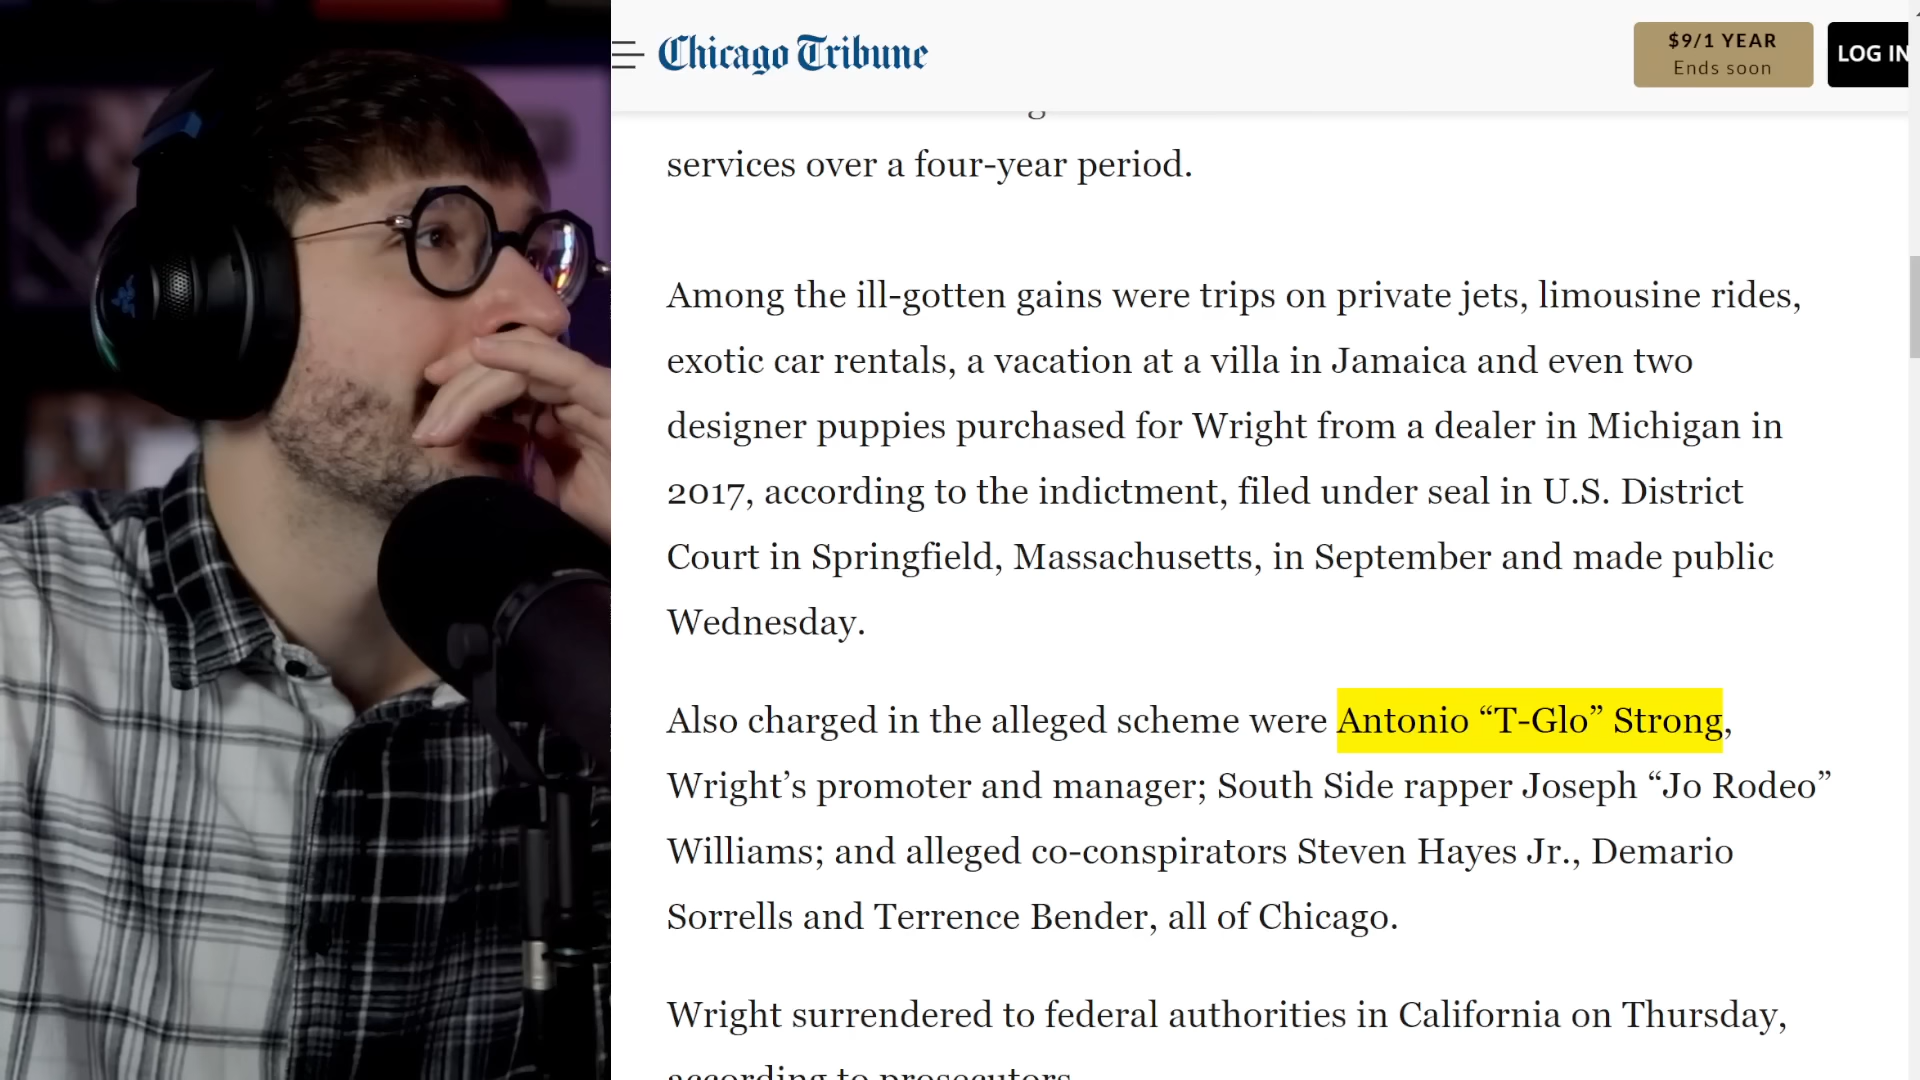 Chicago Tribune
$9/1 YEAR
Ends soon
LOG IN
services over a four-year period.
Among the ill-gotten gains were trips on private jets, limousine rides,
exotic car rentals, a vacation at a villa in Jamaica and even two
designer puppies purchased for Wright from a dealer in Michigan in
2017, according to the indictment, filed under seal in U.S. District
Court in Springfield, Massachusetts, in September and made public
Wednesday.
Also charged in the alleged scheme were Antonio “T-Glo” Strong,
Wright’s promoter and manager; South Side rapper Joseph “Jo Rodeo”
Williams; and alleged co-conspirators Steven Hayes Jr., Demario
Sorrells and Terrence Bender, all of Chicago.
Wright surrendered to federal authorities in California on Thursday,
according to prosecutors.